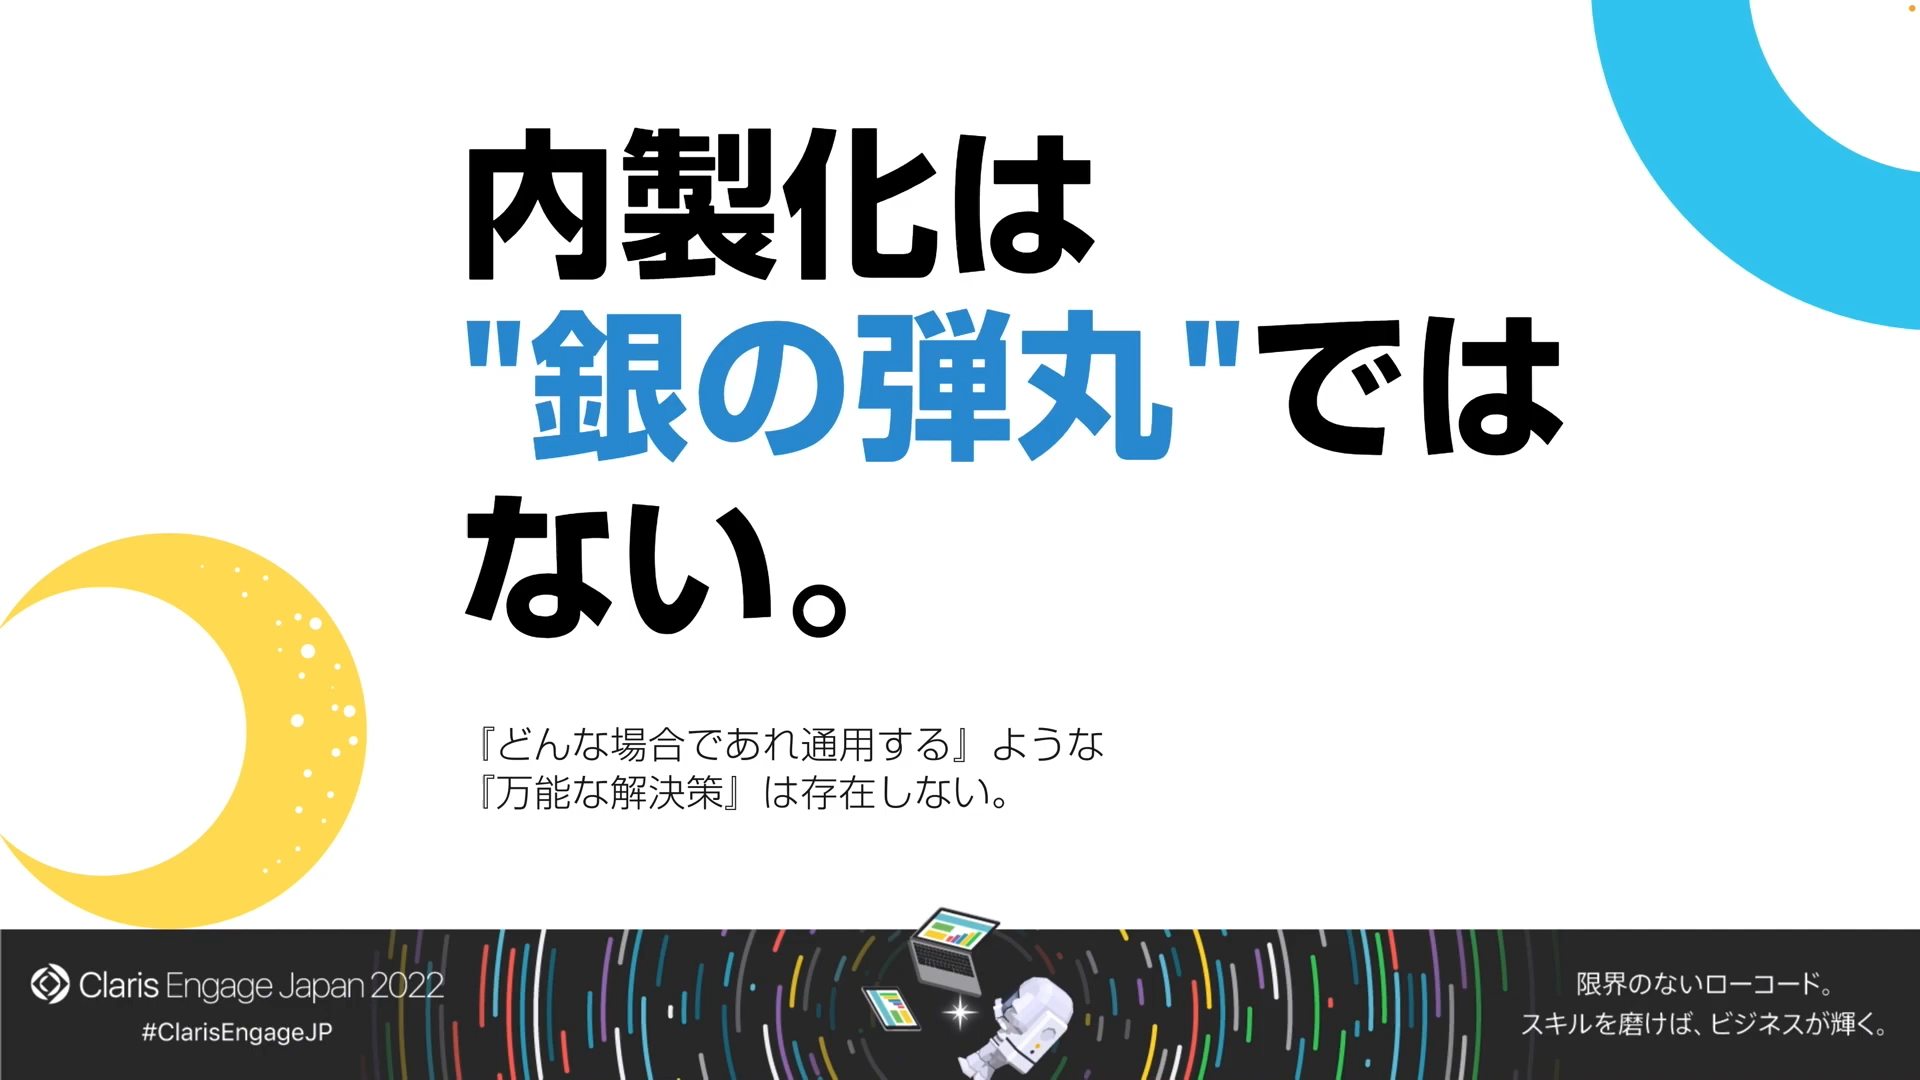 内製化は
"銀の弾丸"では
ない。
『どんな場合であれ通用する』ような
『万能な解決策』は存在しない。
Claris Engage Japan 2022
#ClarisEngageJP
限界のないローコード。
スキルを磨けば、ビジネスが輝く。